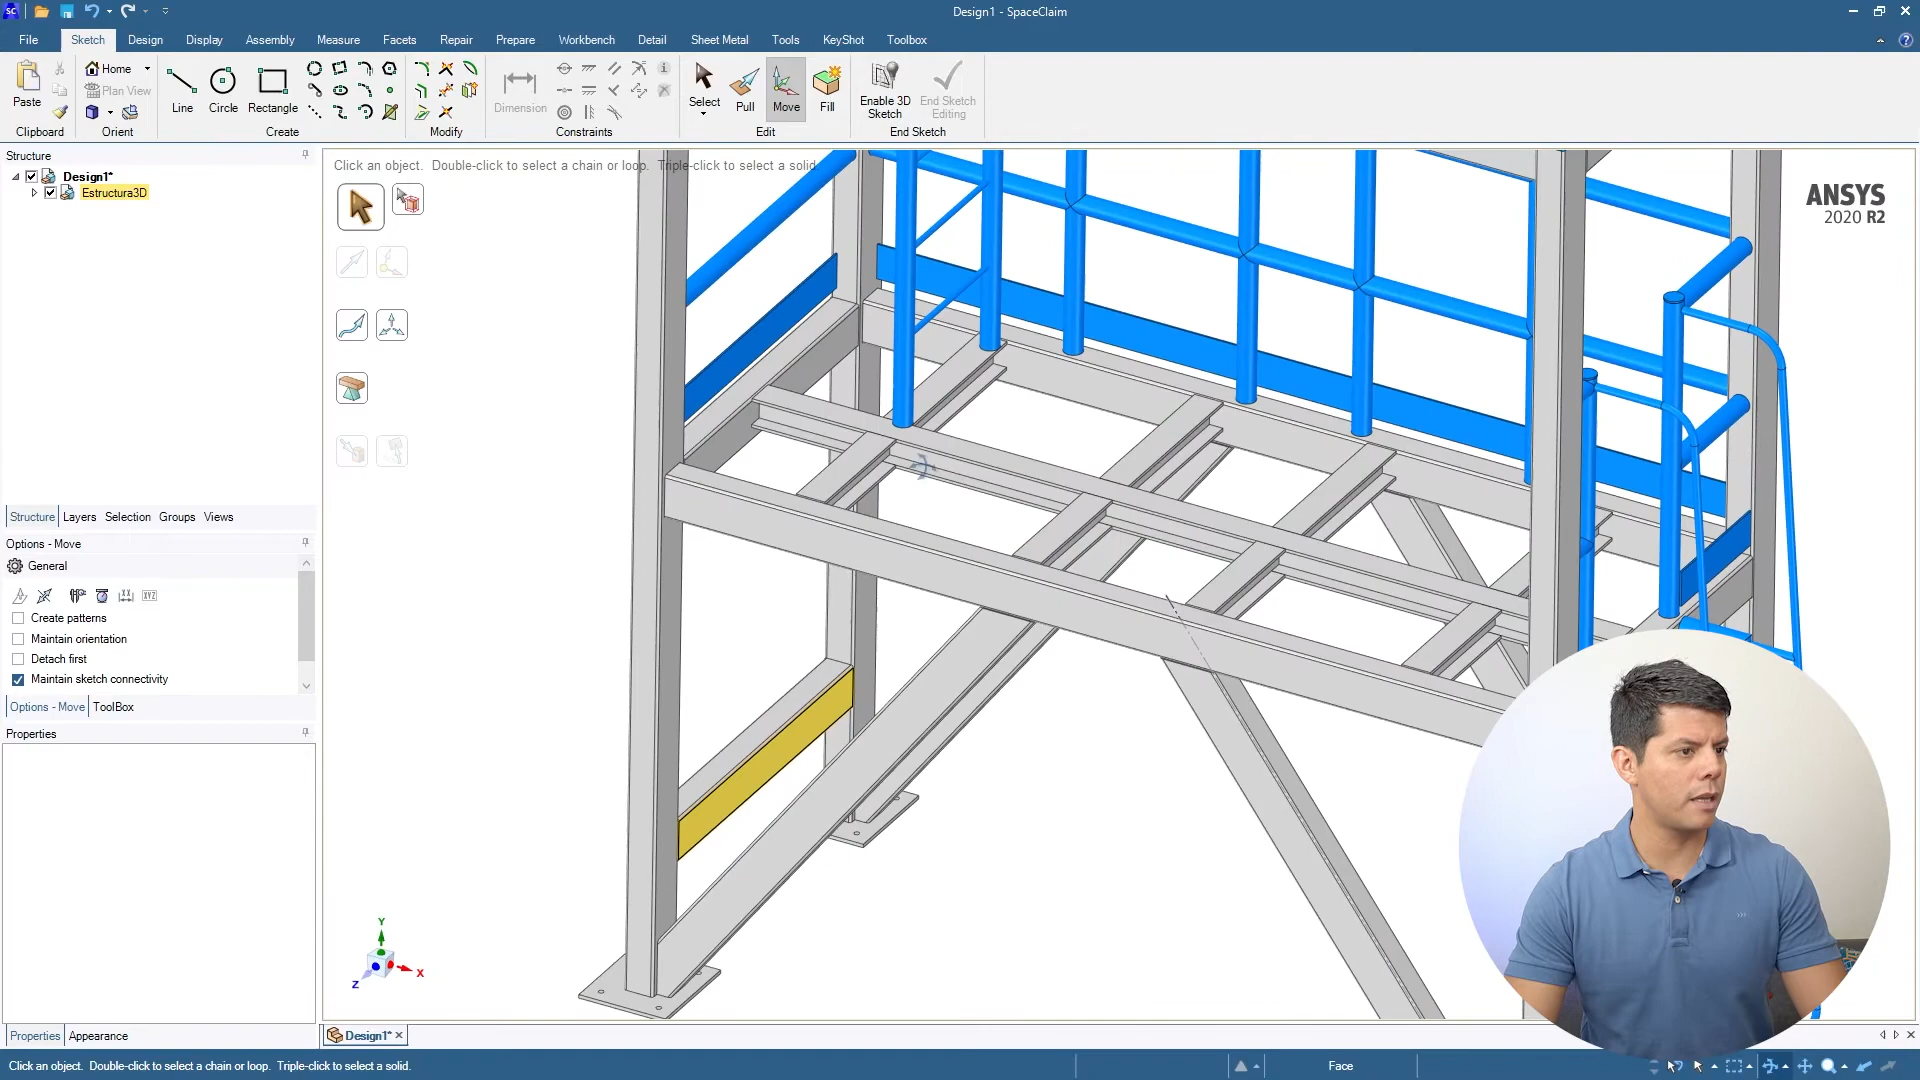 SC
Design1 - SpaceClaim
File Sketch Design Display Assembly Measure Facets Repair Prepare Workbench Detail Sheet Metal Tools KeyShot Toolbox
Home
Plan View
Paste
Line Circle Rectangle
Dimension
Select Pull Move Fill
Enable 3D Sketch
End Sketch Editing
Clipboard Orient Create Modify Constraints Edit End Sketch
Structure
Design1*
Estructura3D
Structure Layers Selection Groups Views
Options - Move
General
Create patterns
Maintain orientation
Detach first
Maintain sketch connectivity
Options - Move ToolBox
Properties
Properties Appearance
Click an object. Double-click to select a chain or loop. Triple-click to select a solid.
ANSYS
2020 R2
Y
X
Z
Design1*
Click an object. Double-click to select a chain or loop. Triple-click to select a solid.
Face